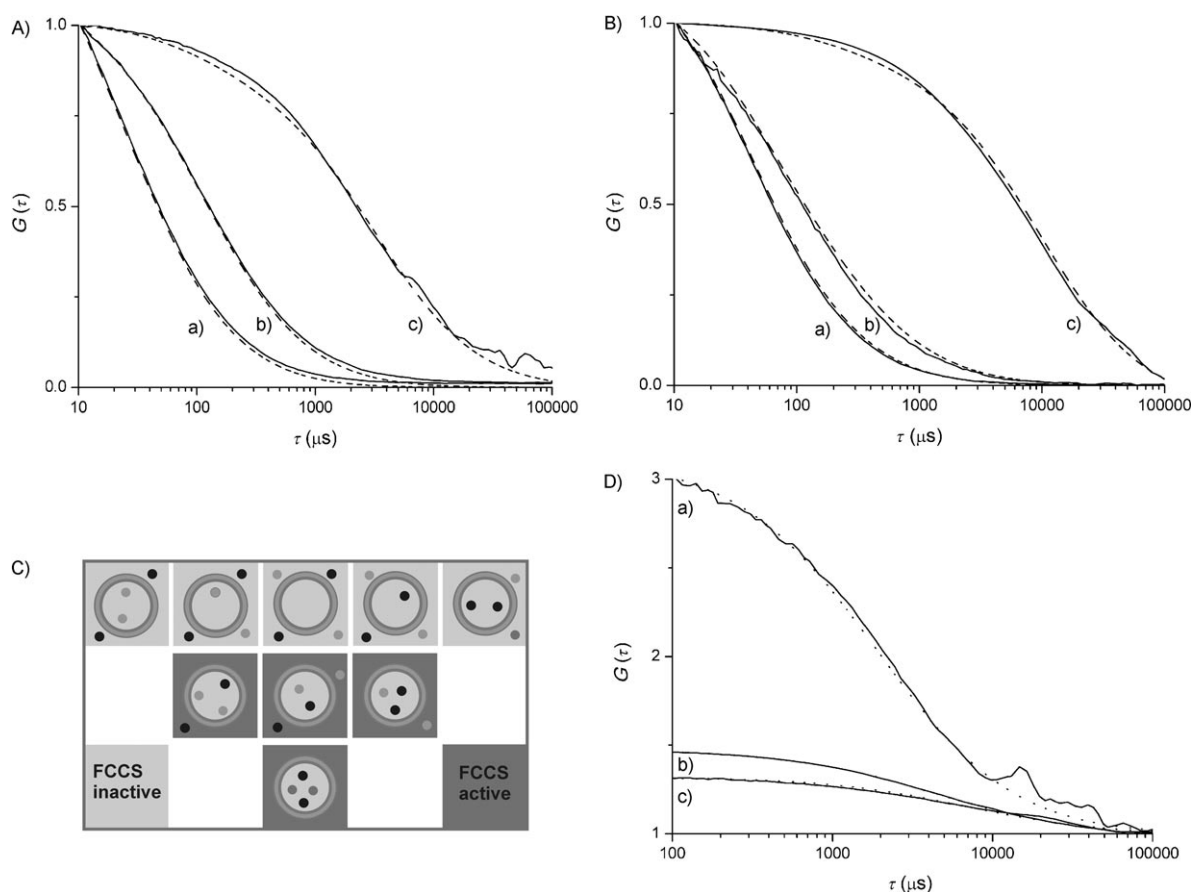 A)
1.0
0.5
0.0
G (τ)
a)
b)
c)
10
100
1000
10000
100000
τ (μs)
B)
1.0
0.5
0.0
G (τ)
a)
b)
c)
10
100
1000
10000
100000
τ (μs)
C)
FCCS
inactive
FCCS
active
D)
3
2
1
G (τ)
a)
b)
c)
100
1000
10000
100000
τ (μs)